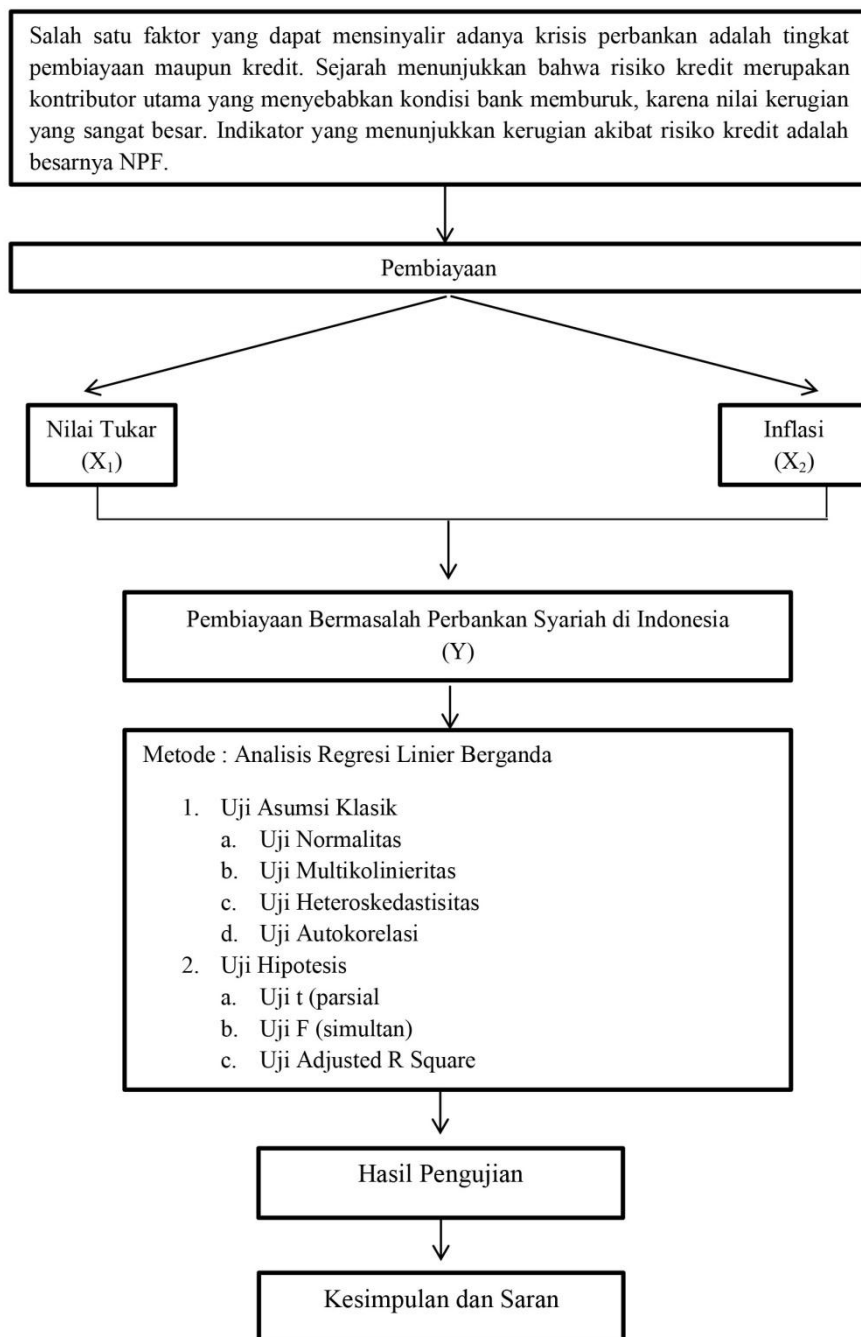 Salah satu faktor yang dapat mensinyalir adanya krisis perbankan adalah tingkat
pembiayaan maupun kredit. Sejarah menunjukkan bahwa risiko kredit merupakan
kontributor utama yang menyebabkan kondisi bank memburuk, karena nilai kerugian
yang sangat besar. Indikator yang menunjukkan kerugian akibat risiko kredit adalah
besarnya NPF.
Pembiayaan
Nilai Tukar
(X₁)
Inflasi
(X₂)
Pembiayaan Bermasalah Perbankan Syariah di Indonesia
(Y)
Metode : Analisis Regresi Linier Berganda
1. Uji Asumsi Klasik
a. Uji Normalitas
b. Uji Multikolinieritas
c. Uji Heteroskedastisitas
d. Uji Autokorelasi
2. Uji Hipotesis
a. Uji t (parsial
b. Uji F (simultan)
c. Uji Adjusted R Square
Hasil Pengujian
Kesimpulan dan Saran